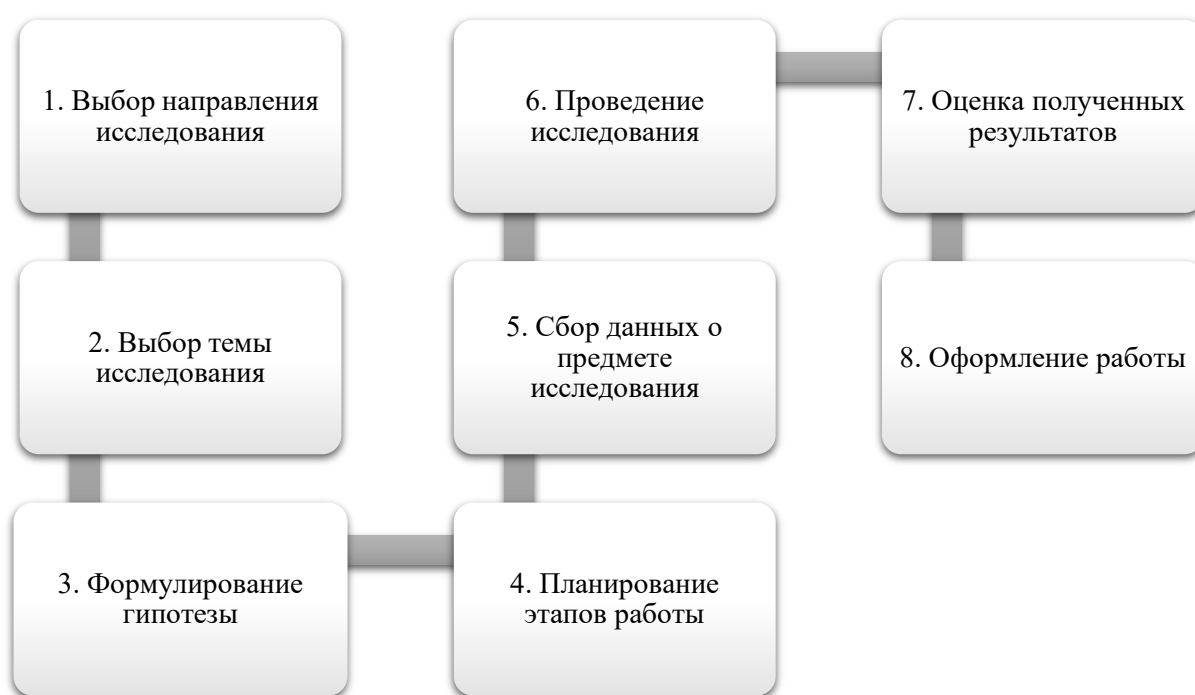 1. Выбор направления
исследования
2. Выбор темы
исследования
3. Формулирование
гипотезы
4. Планирование
этапов работы
5. Сбор данных о
предмете
исследования
6. Проведение
исследования
7. Оценка полученных
результатов
8. Оформление работы